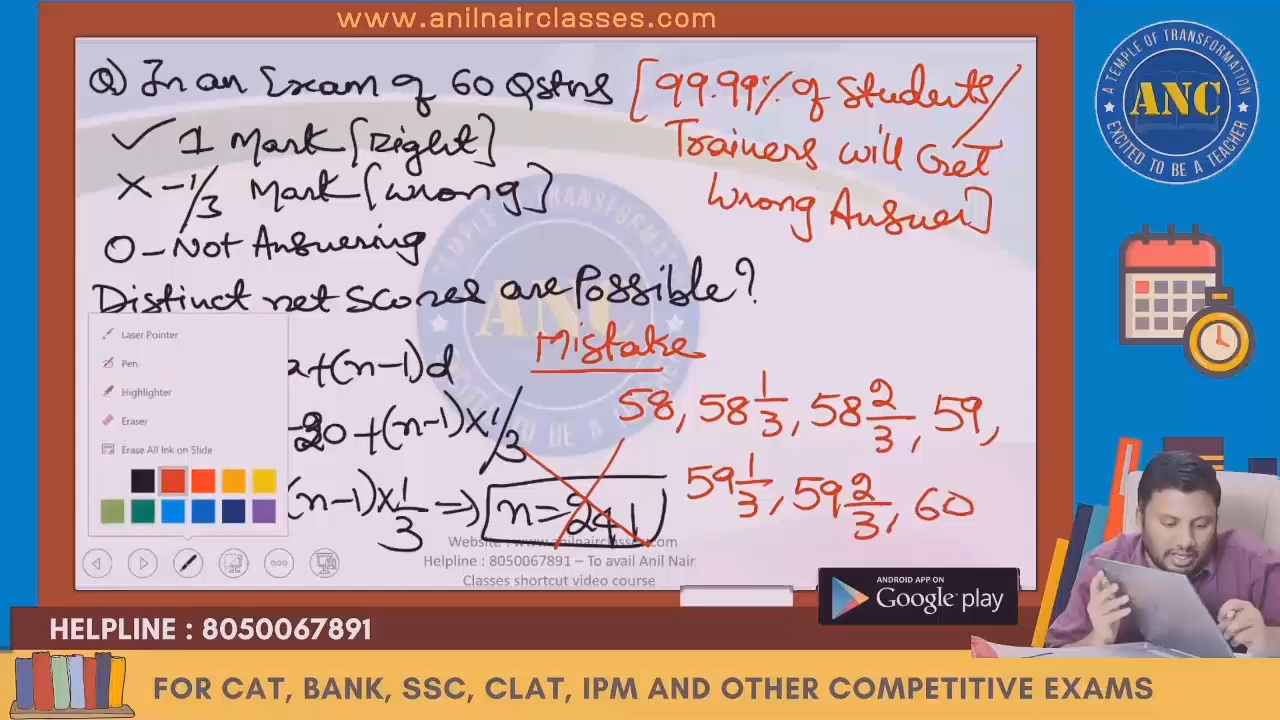 www.anilnairclasses.com
Q) In an Exam of 60 Qstns
✓ 1 Mark [Right]
× -1/3 Mark [wrong]
0 - Not Answering
Distinct net scores are Possible?
[99.99% of Students/
Trainers will Get
Wrong Answer]
a+(n-1)d
+(n-1)×1/3
(n-1)×1/3 => n=241
Mistake
58, 58 1/3, 58 2/3, 59,
59 1/3, 59 2/3, 60
Laser Pointer
Pen
Highlighter
Eraser
Erase All Ink on Slide
Website : www.anilnairclasses.com
Helpline : 8050067891 – To avail Anil Nair
Classes shortcut video course
A TEMPLE OF TRANSFORMATION
ANC
EXCITED TO BE A TEACHER
ANDROID APP ON
Google play
HELPLINE : 8050067891
FOR CAT, BANK, SSC, CLAT, IPM AND OTHER COMPETITIVE EXAMS